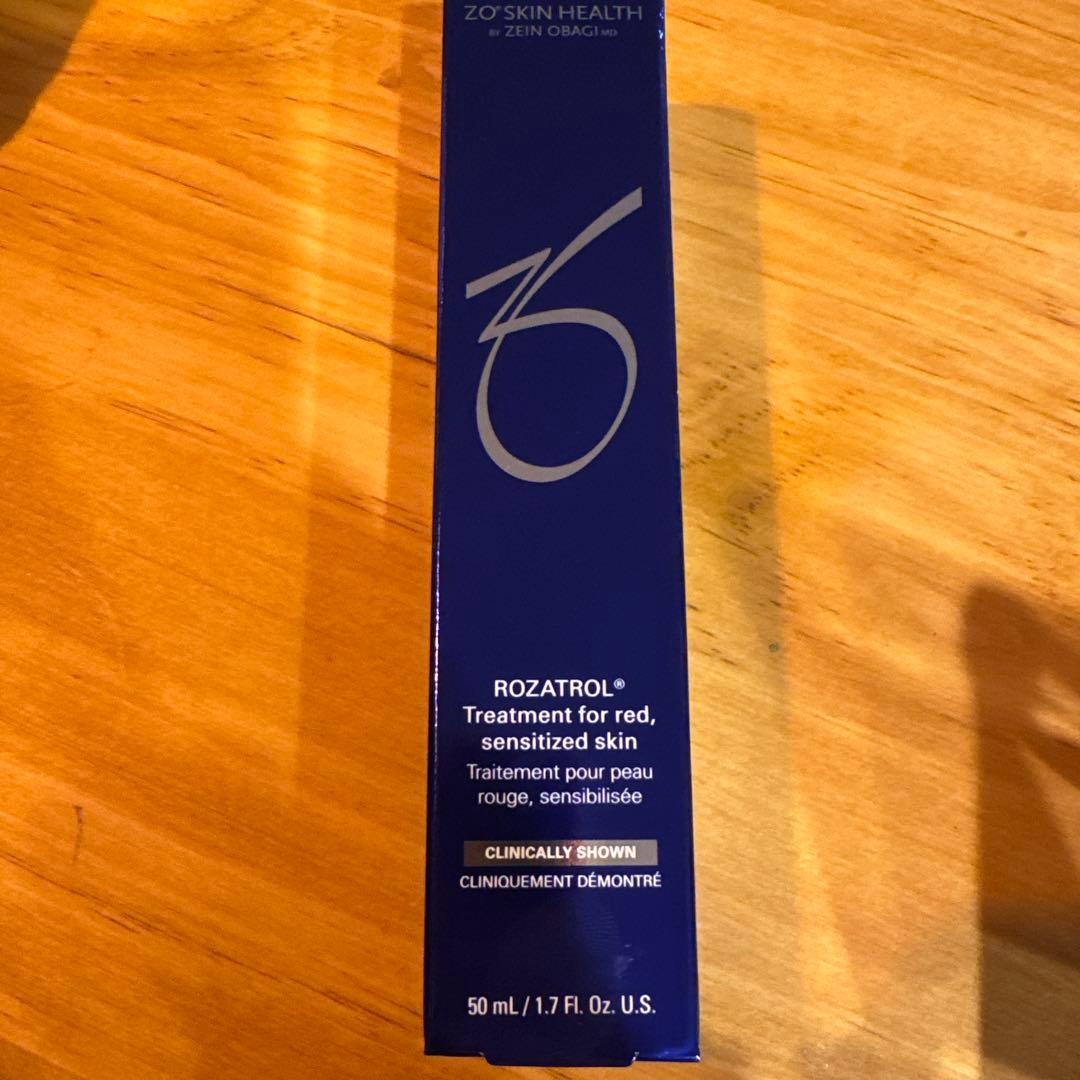 ZO® SKIN HEALTH
BY ZEIN OBAGI MD
ROZATROL®
Treatment for red,
sensitized skin
Traitement pour peau
rouge, sensibilisée
CLINICALLY SHOWN
CLINIQUEMENT DÉMONTRÉ
50 mL / 1.7 Fl. Oz. U.S.